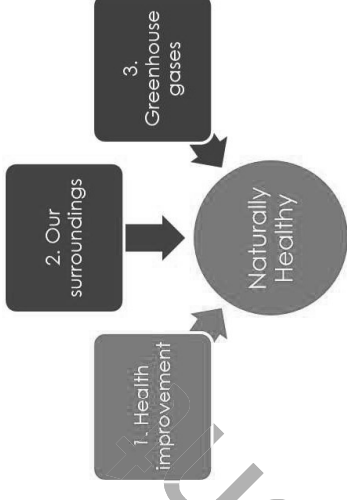 1. Health
improvement
2. Our
surroundings
3.
Greenhouse
gases
Naturally
Healthy